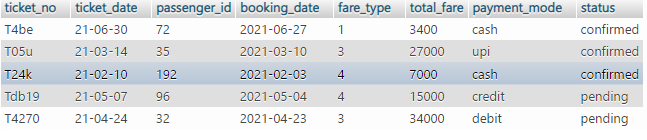 ticket_no ticket_date passenger_id booking_date fare_type total_fare payment_mode status
T4be 21-06-30 72 2021-06-27 1 3400 cash confirmed
T05u 21-03-14 35 2021-03-10 3 27000 upi confirmed
T24k 21-02-10 192 2021-02-03 4 7000 cash confirmed
Tdb19 21-05-07 96 2021-05-04 4 15000 credit pending
T4270 21-04-24 32 2021-04-23 3 34000 debit pending